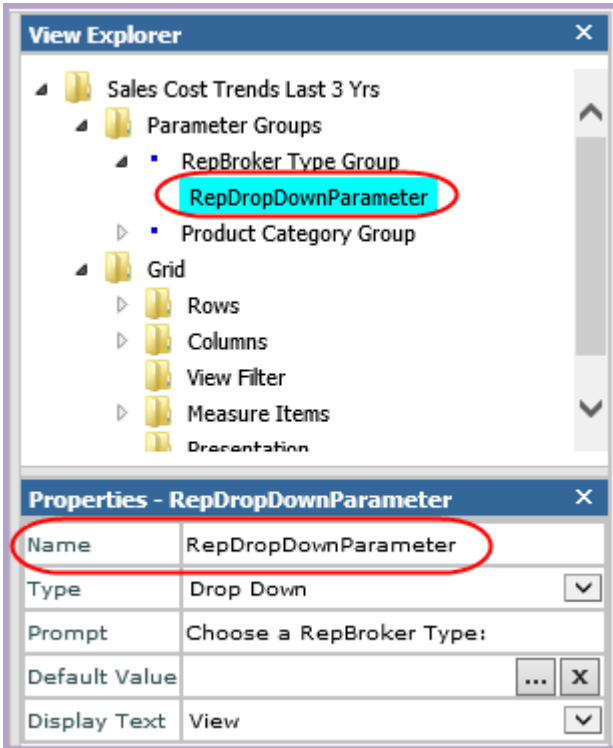 View Explorer
Sales Cost Trends Last 3 Yrs
Parameter Groups
RepBroker Type Group
RepDropDownParameter
Product Category Group
Grid
Rows
Columns
View Filter
Measure Items
Presentation
Properties - RepDropDownParameter
Name RepDropDownParameter
Type Drop Down
Prompt Choose a RepBroker Type:
Default Value ... x
Display Text View